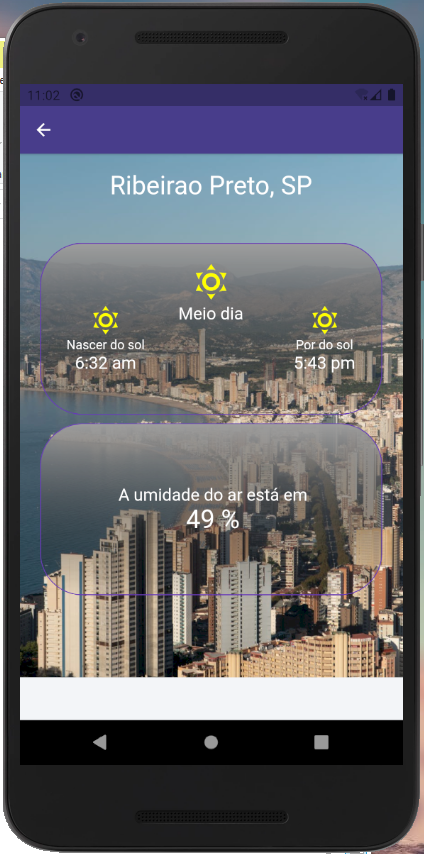 11:02
Ribeirao Preto, SP
Meio dia
Nascer do sol
6:32 am
Por do sol
5:43 pm
A umidade do ar está em
49 %